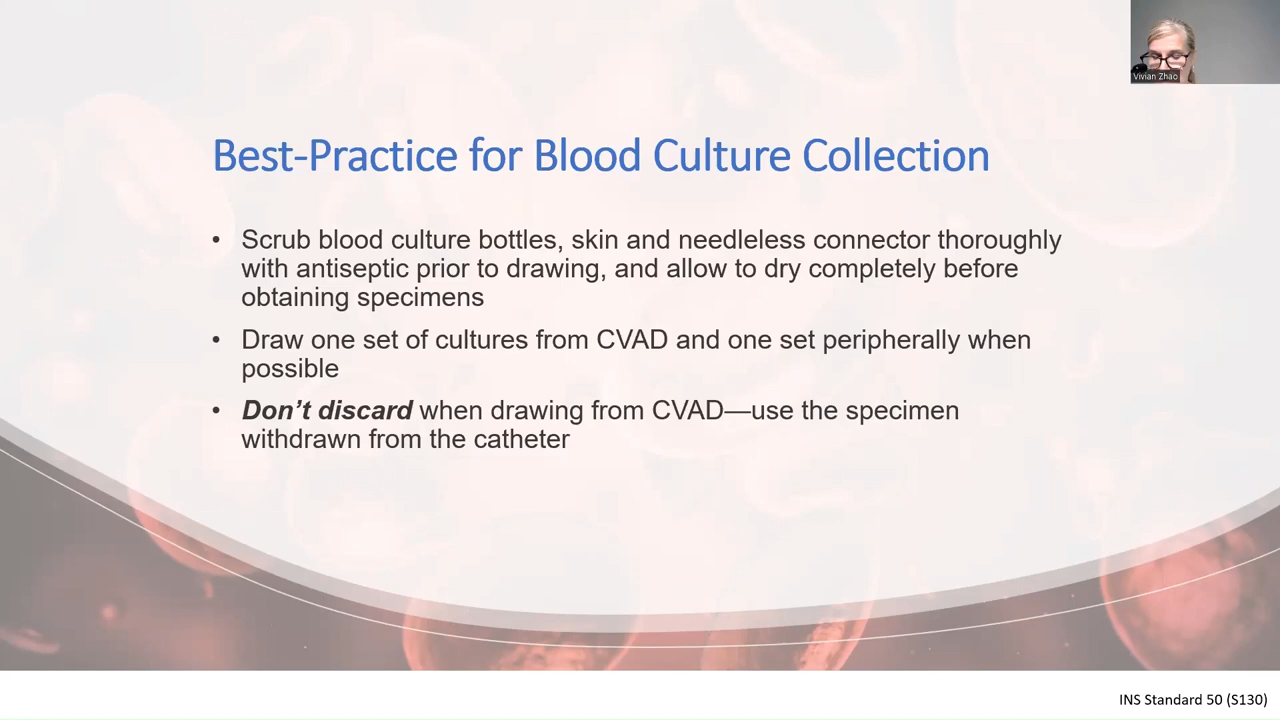 Vivian Zhao
Best-Practice for Blood Culture Collection
• Scrub blood culture bottles, skin and needleless connector thoroughly
with antiseptic prior to drawing, and allow to dry completely before
obtaining specimens
• Draw one set of cultures from CVAD and one set peripherally when
possible
• Don’t discard when drawing from CVAD—use the specimen
withdrawn from the catheter
INS Standard 50 (S130)